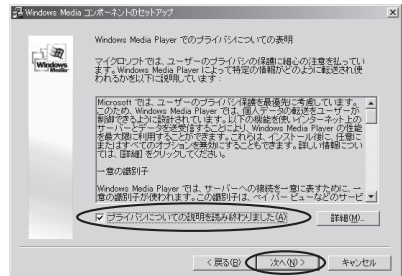 Windows Media コンポーネントのセットアップ
Windows Media Player でのプライバシについての表明
マイクロソフトでは、ユーザーのプライバシの保護に細心の注意を払ってい
ます。Windows Media Player によって特定の情報がどのように転送され使
われるかを以下に説明しています:
Windows
Media
Microsoft では、ユーザーのプライバシ保護を最優先に考慮しています。
このため、Windows Media Player では、個人データの転送をユーザーが
制御できるように設計されています。以下の機能を使いインターネット上の
サーバーとデータを送受信することにより、Windows Media Player の性能
を最大限に利用することができます。これらは、インストール後に、任意に
またはすべてのオプションを無効にすることもできます。詳しい情報につい
ては、[詳細] をクリックしてください。
一意の識別子
Windows Media Player では、サーバーへの接続を一意に表すために、一
意の識別子が使われます。この識別子は、ペイ パー ビューなどのサービ
プライバシについての説明を読み終わりました(A)
詳細(M)...
< 戻る(B)
次へ(N) >
キャンセル